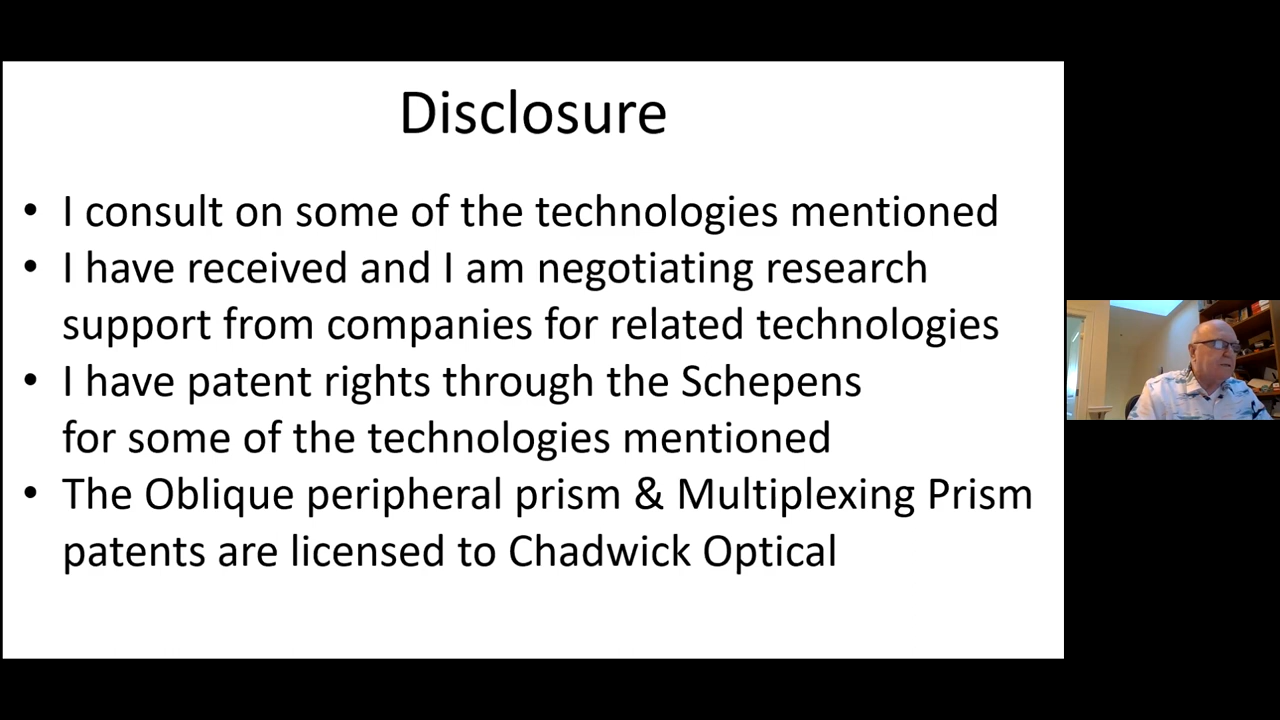 Disclosure
• I consult on some of the technologies mentioned
• I have received and I am negotiating research
support from companies for related technologies
• I have patent rights through the Schepens
for some of the technologies mentioned
• The Oblique peripheral prism & Multiplexing Prism
patents are licensed to Chadwick Optical